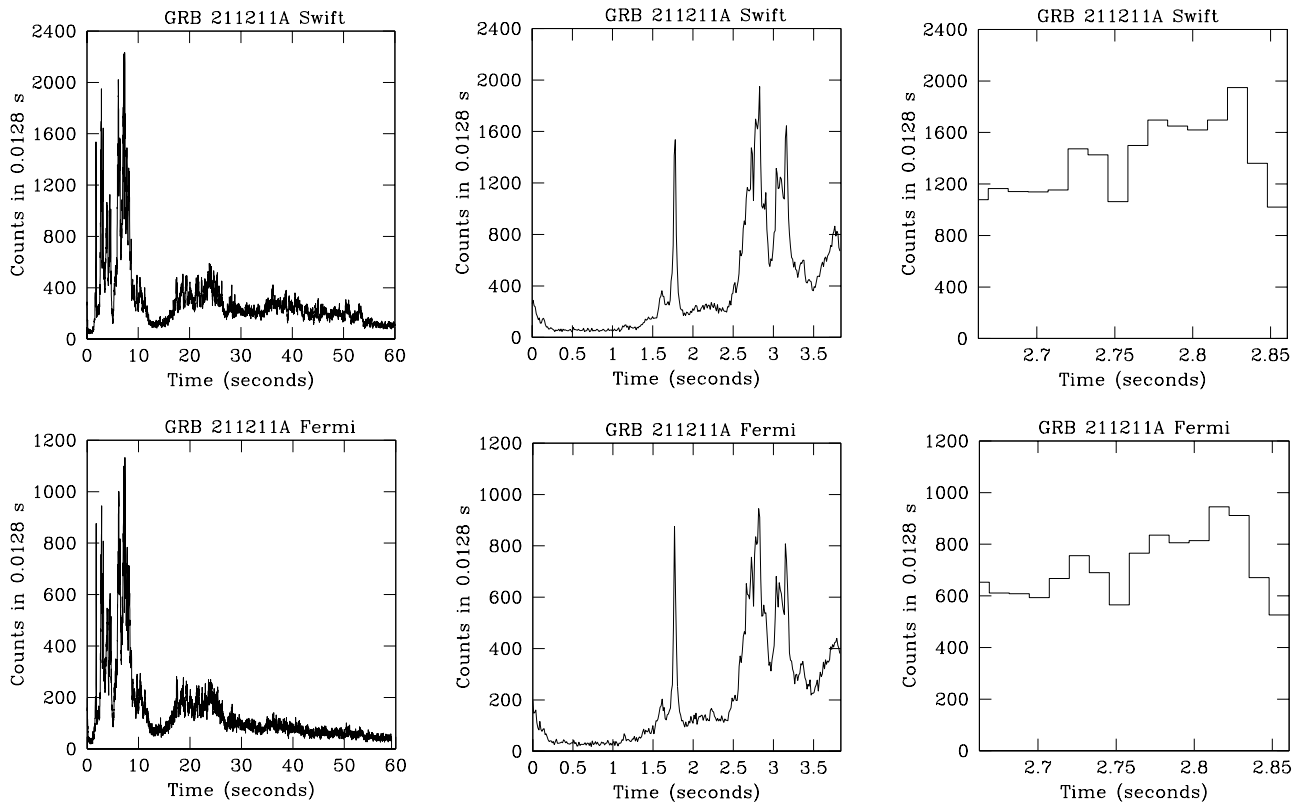 GRB 211211A Swift
Counts in 0.0128 s
2400
2000
1600
1200
800
400
0
0 10 20 30 40 50 60
Time (seconds)
GRB 211211A Swift
Counts in 0.0128 s
2400
2000
1600
1200
800
400
0
0 0.5 1 1.5 2 2.5 3 3.5
Time (seconds)
GRB 211211A Swift
Counts in 0.0128 s
2400
2000
1600
1200
800
400
0
2.7 2.75 2.8 2.85
Time (seconds)
GRB 211211A Fermi
Counts in 0.0128 s
1200
1000
800
600
400
200
0
0 10 20 30 40 50 60
Time (seconds)
GRB 211211A Fermi
Counts in 0.0128 s
1200
1000
800
600
400
200
0
0 0.5 1 1.5 2 2.5 3 3.5
Time (seconds)
GRB 211211A Fermi
Counts in 0.0128 s
1200
1000
800
600
400
200
0
2.7 2.75 2.8 2.85
Time (seconds)